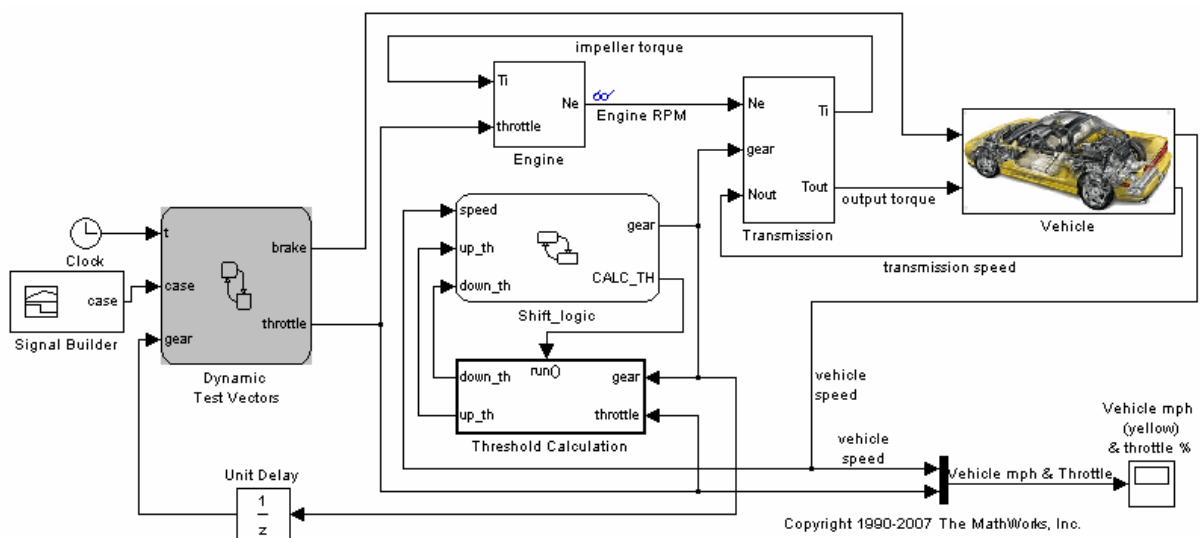 impeller torque
Ti
Ne
throttle
Engine
Engine RPM
Ne
Ti
gear
Nout
Tout
Transmission
output torque
Vehicle
transmission speed
speed
up_th
down_th
gear
CALC_TH
Shift_logic
t
brake
case
gear
throttle
Dynamic
Test Vectors
Clock
case
Signal Builder
run()
down_th
gear
up_th
throttle
Threshold Calculation
vehicle
speed
vehicle
speed
Vehicle mph
(yellow)
& throttle %
Vehicle mph & Throttle
Unit Delay
1
z
Copyright 1990-2007 The MathWorks, Inc.